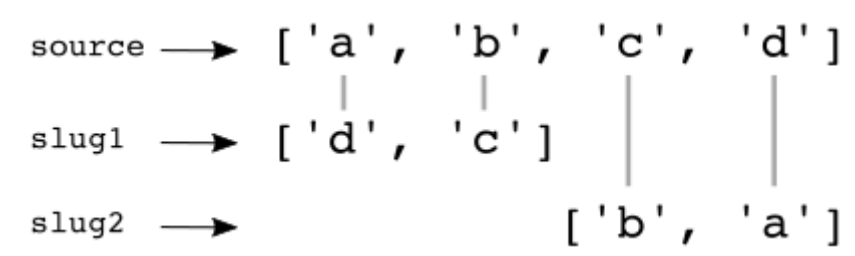 source ['a', 'b', 'c', 'd']
slug1 ['d', 'c']
slug2 ['b', 'a']